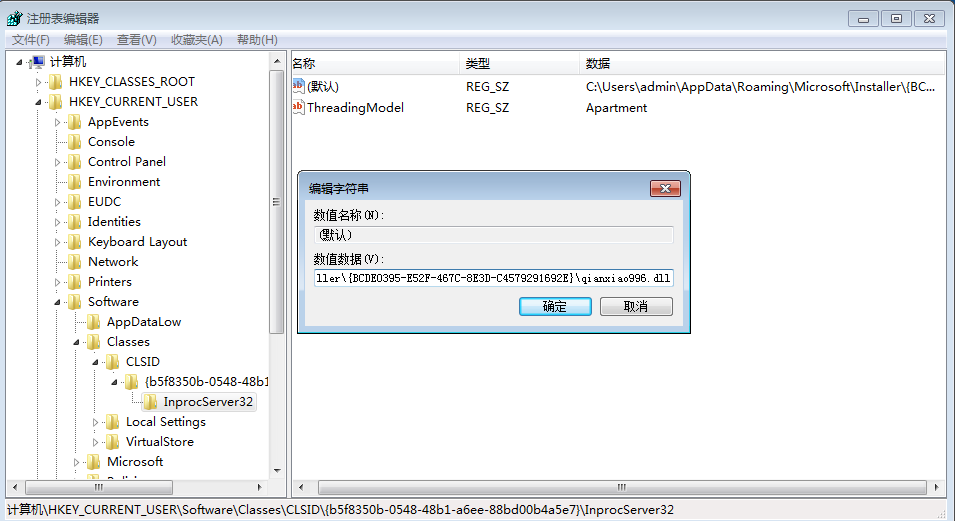 注册表编辑器
文件(F) 编辑(E) 查看(V) 收藏夹(A) 帮助(H)
计算机
HKEY_CLASSES_ROOT
HKEY_CURRENT_USER
AppEvents
Console
Control Panel
Environment
EUDC
Identities
Keyboard Layout
Network
Printers
Software
AppDataLow
Classes
CLSID
{b5f8350b-0548-48b1
InprocServer32
Local Settings
VirtualStore
Microsoft
名称 类型 数据
ab (默认) REG_SZ C:\Users\admin\AppData\Roaming\Microsoft\Installer\{BC...
ab ThreadingModel REG_SZ Apartment
编辑字符串
数值名称(N):
(默认)
数值数据(V):
ller\{BCDE0395-E52F-467C-8E3D-C4579291692E}\qianxiao996.dll
确定 取消
计算机\HKEY_CURRENT_USER\Software\Classes\CLSID\{b5f8350b-0548-48b1-a6ee-88bd00b4a5e7}\InprocServer32